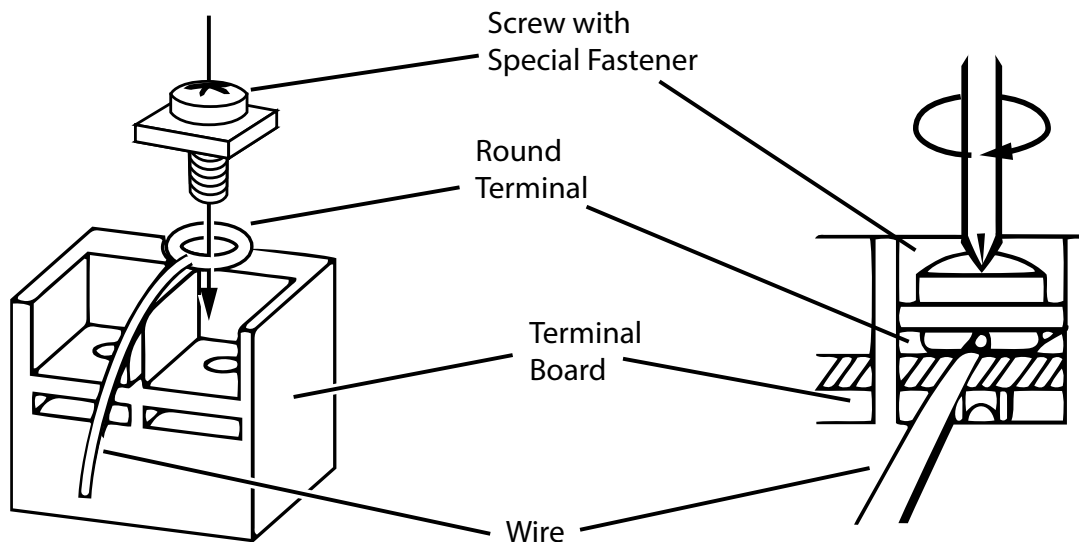 Screw with
Special Fastener
Round
Terminal
Terminal
Board
Wire